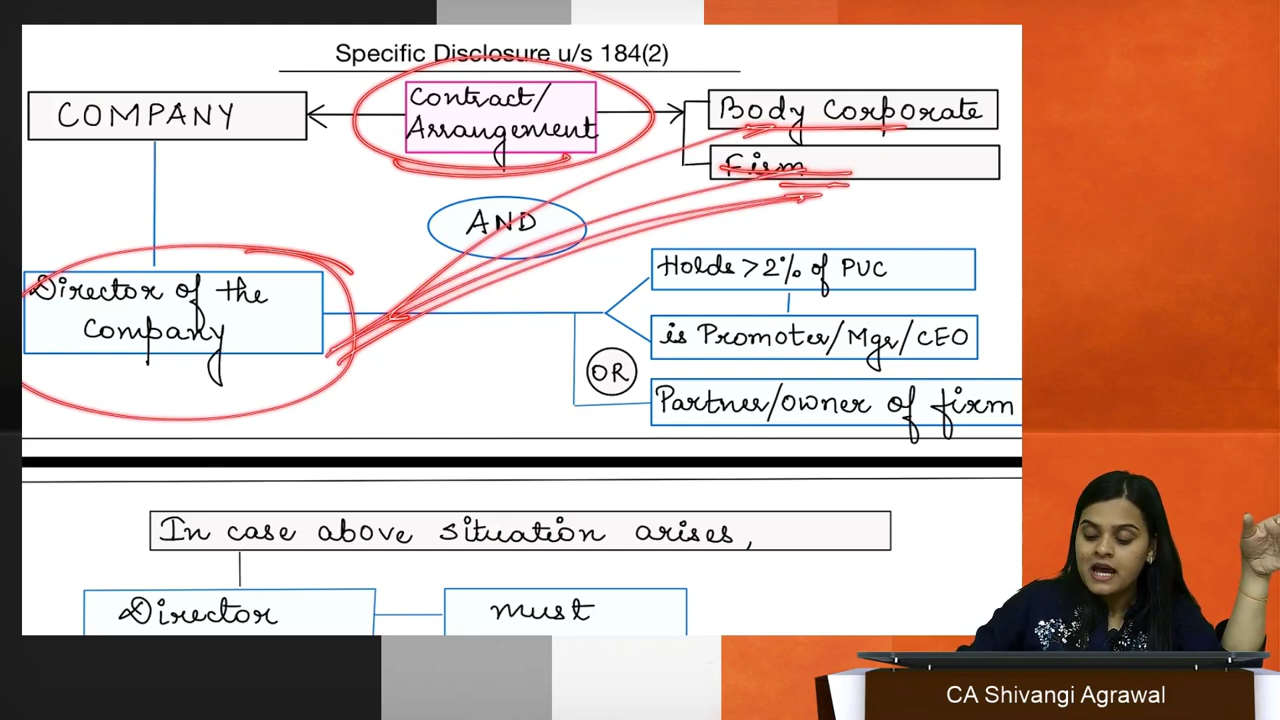 Specific Disclosure u/s 184(2)
COMPANY
Contract/
Arrangement
Body Corporate
Firm
AND
Director of the
Company
Holds > 2% of PUC
is Promoter/Mgr/CEO
OR
Partner/owner of firm
In case above situation arises,
Director
must
CA Shivangi Agrawal